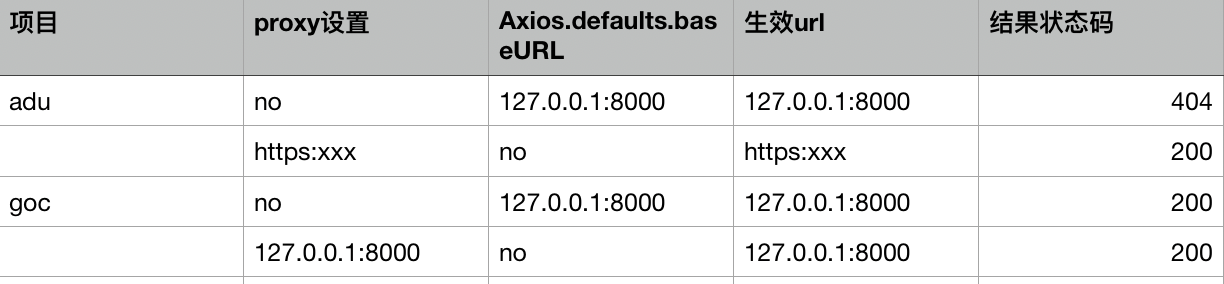 项目 proxy设置 Axios.defaults.bas 生效url 结果状态码
eURL
adu no 127.0.0.1:8000 127.0.0.1:8000 404
https:xxx no https:xxx 200
goc no 127.0.0.1:8000 127.0.0.1:8000 200
127.0.0.1:8000 no 127.0.0.1:8000 200